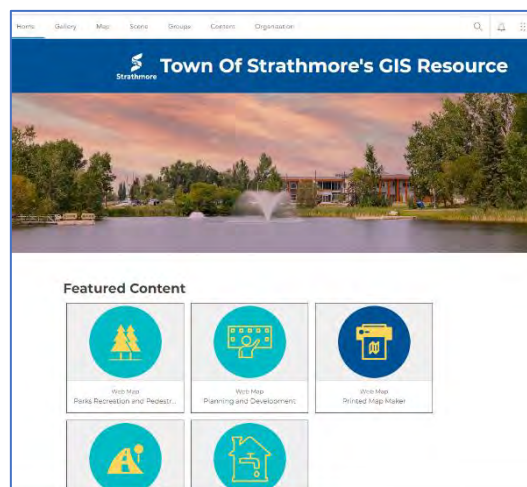 Home Gallery Map Scene Groups Content Organization
Strathmore
Town Of Strathmore's GIS Resource
Featured Content
Web Map Web Map Web Map
Parks Recreation and Pedestr... Planning and Development Printed Map Maker